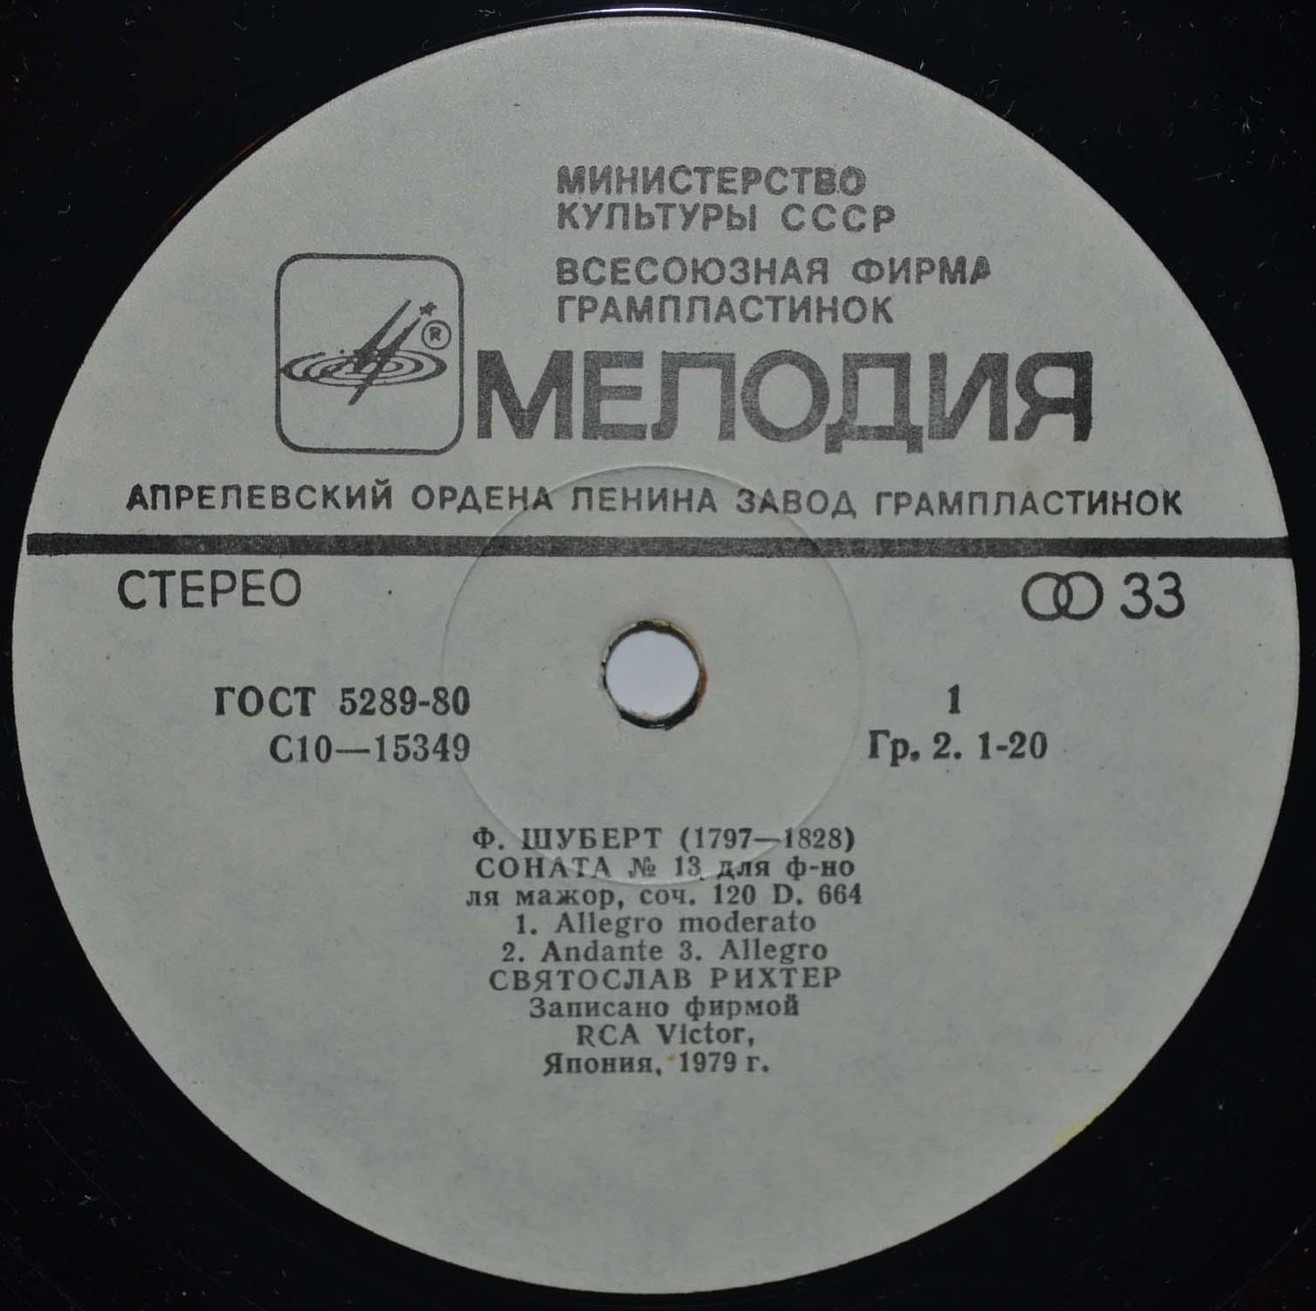 МИНИСТЕРСТВО
КУЛЬТУРЫ СССР
ВСЕСОЮЗНАЯ ФИРМА
ГРАМПЛАСТИНОК
®
МЕЛОДИЯ
АПРЕЛЕВСКИЙ ОРДЕНА ЛЕНИНА ЗАВОД ГРАМПЛАСТИНОК
СТЕРЕО
33
ГОСТ 5289-80
С10—15349
1
Гр. 2. 1-20
Ф. ШУБЕРТ (1797—1828)
СОНАТА № 13 для ф-но
ля мажор, соч. 120 D. 664
1. Allegro moderato
2. Andante 3. Allegro
СВЯТОСЛАВ РИХТЕР
Записано фирмой
RCA Victor,
Япония, 1979 г.